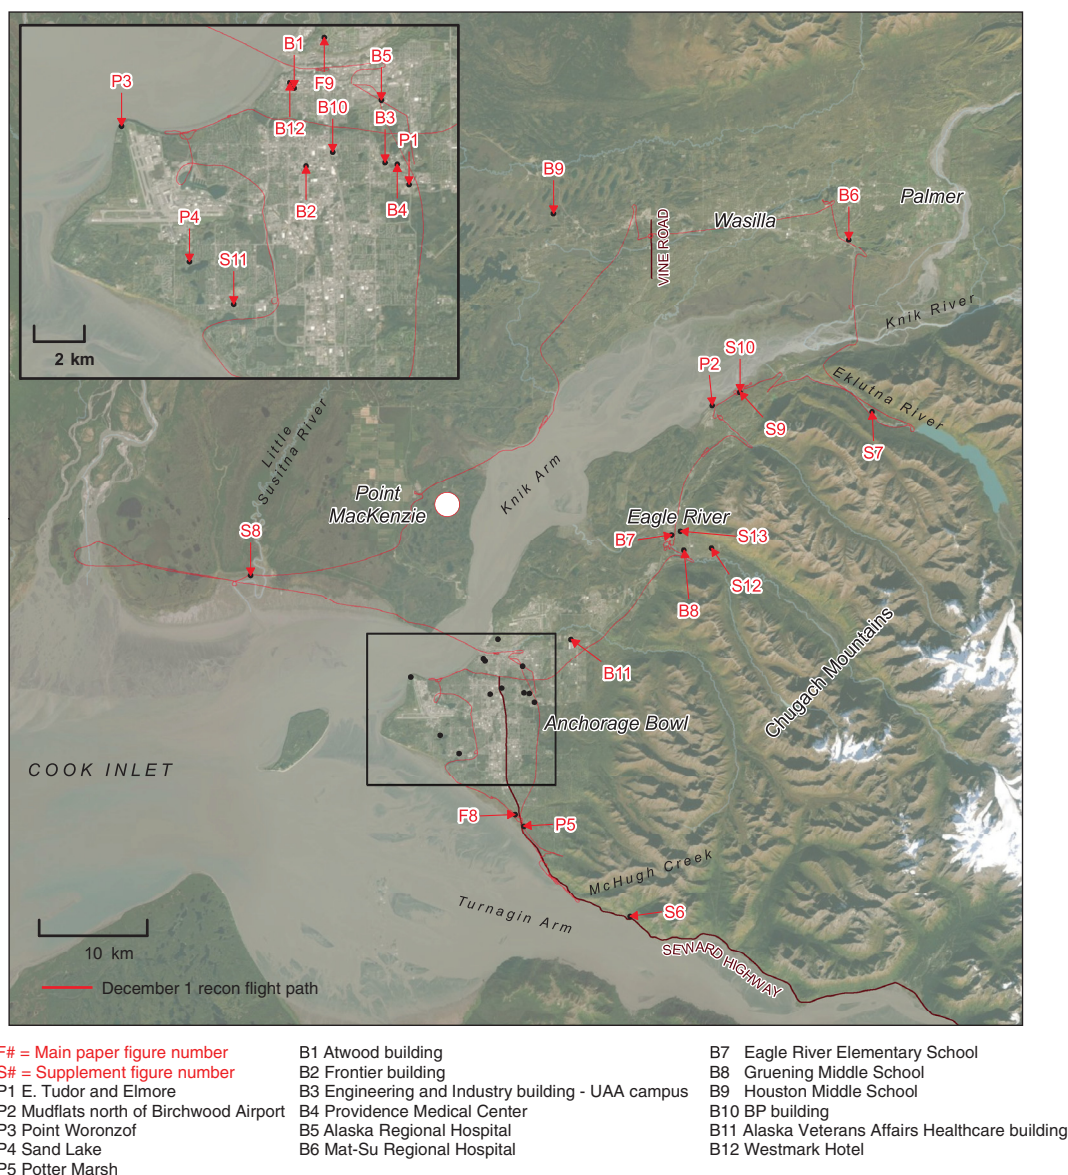 B1
B5
P3
F9
B10
B3
B12
P1
B2
B4
P4
S11
2 km
B9
B6
Palmer
Wasilla
VINE ROAD
Knik River
S10
P2
Eklutna River
S9
S7
Little
Susitna River
Knik Arm
Point
MacKenzie
Eagle River
S8
B7
S13
S12
B8
Chugach Mountains
B11
Anchorage Bowl
COOK INLET
F8
P5
McHugh Creek
Turnagin Arm
S6
SEWARD HIGHWAY
10 km
December 1 recon flight path
F# = Main paper figure number
S# = Supplement figure number
P1 E. Tudor and Elmore
P2 Mudflats north of Birchwood Airport
P3 Point Woronzof
P4 Sand Lake
P5 Potter Marsh
B1 Atwood building
B2 Frontier building
B3 Engineering and Industry building - UAA campus
B4 Providence Medical Center
B5 Alaska Regional Hospital
B6 Mat-Su Regional Hospital
B7 Eagle River Elementary School
B8 Gruening Middle School
B9 Houston Middle School
B10 BP building
B11 Alaska Veterans Affairs Healthcare building
B12 Westmark Hotel